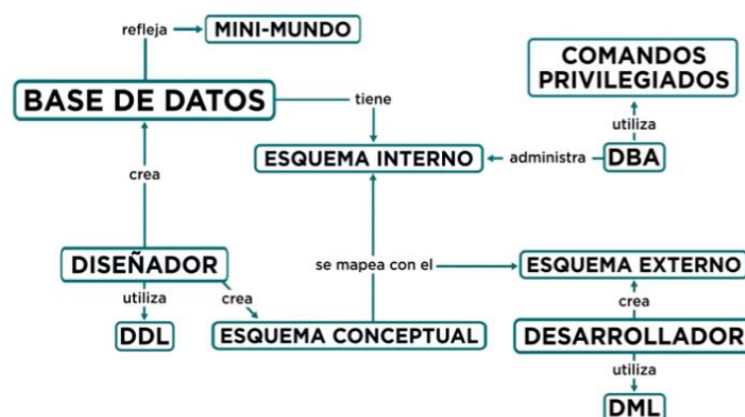 refleja
MINI-MUNDO
COMANDOS
PRIVILEGIADOS
BASE DE DATOS
tiene
utiliza
ESQUEMA INTERNO
administra
DBA
crea
se mapea con el
DISEÑADOR
ESQUEMA EXTERNO
utiliza
crea
crea
DDL
ESQUEMA CONCEPTUAL
DESARROLLADOR
utiliza
DML